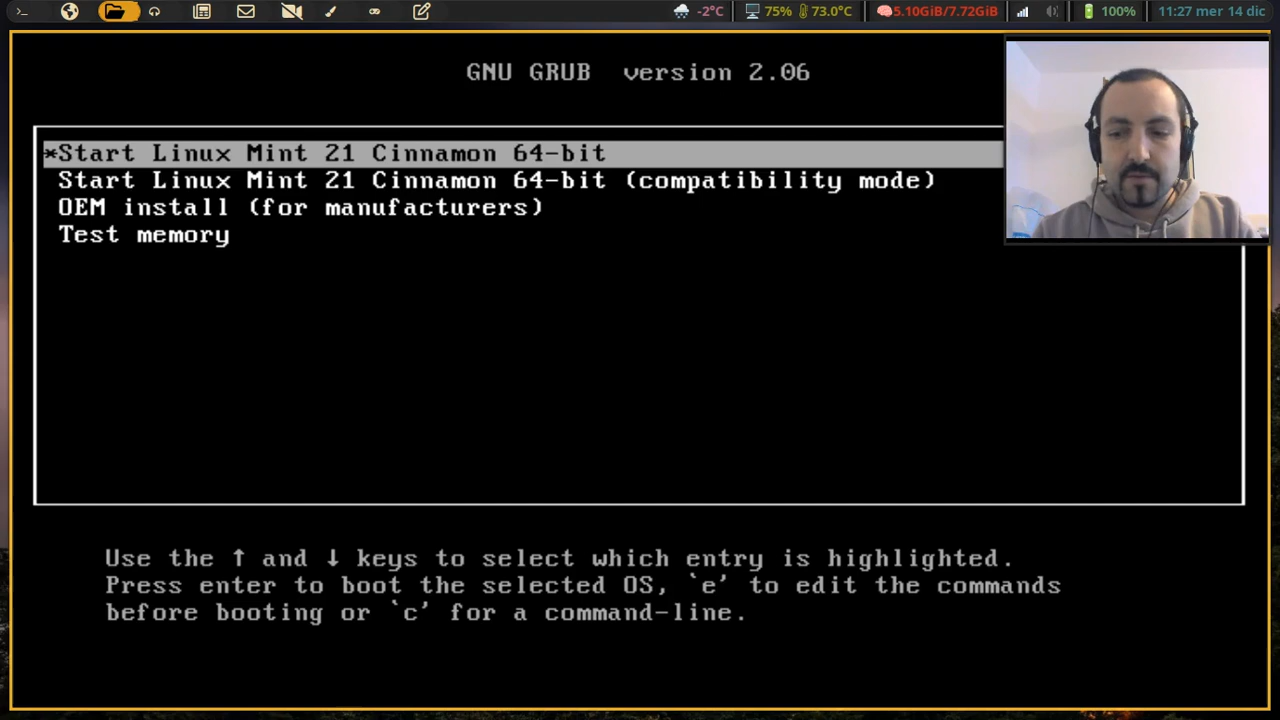 -2°C 75% 73.0°C 5.10GiB/7.72GiB 100% 11:27 mer 14 dic
GNU GRUB version 2.06
*Start Linux Mint 21 Cinnamon 64-bit
Start Linux Mint 21 Cinnamon 64-bit (compatibility mode)
OEM install (for manufacturers)
Test memory
Use the ↑ and ↓ keys to select which entry is highlighted.
Press enter to boot the selected OS, `e' to edit the commands
before booting or `c' for a command-line.